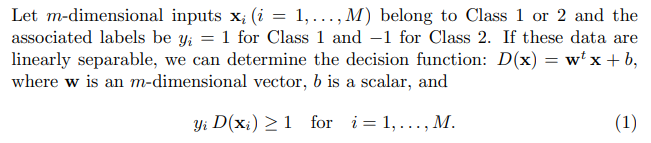 Let m-dimensional inputs xᵢ (i = 1, . . . , M) belong to Class 1 or 2 and the
associated labels be yᵢ = 1 for Class 1 and −1 for Class 2. If these data are
linearly separable, we can determine the decision function: D(x) = wᵗ x + b,
where w is an m-dimensional vector, b is a scalar, and
yᵢ D(xᵢ) ≥ 1 for i = 1, . . . , M. (1)